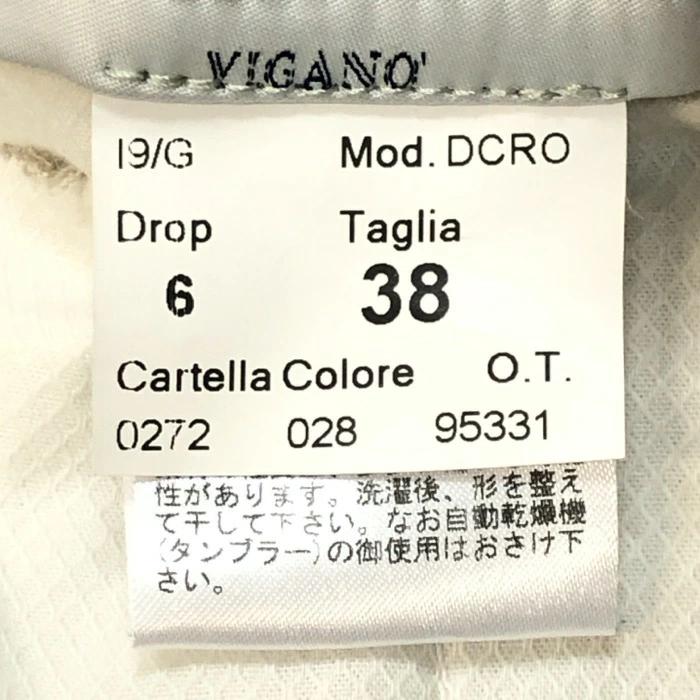 VIGANO'
I9/G Mod. DCRO
Drop Taglia
6 38
Cartella Colore O.T.
0272 028 95331
性があります。洗濯後、形を整え
て干して下さい。なお自動乾燥機
(タンブラー)の御使用はおさけ下
さい。